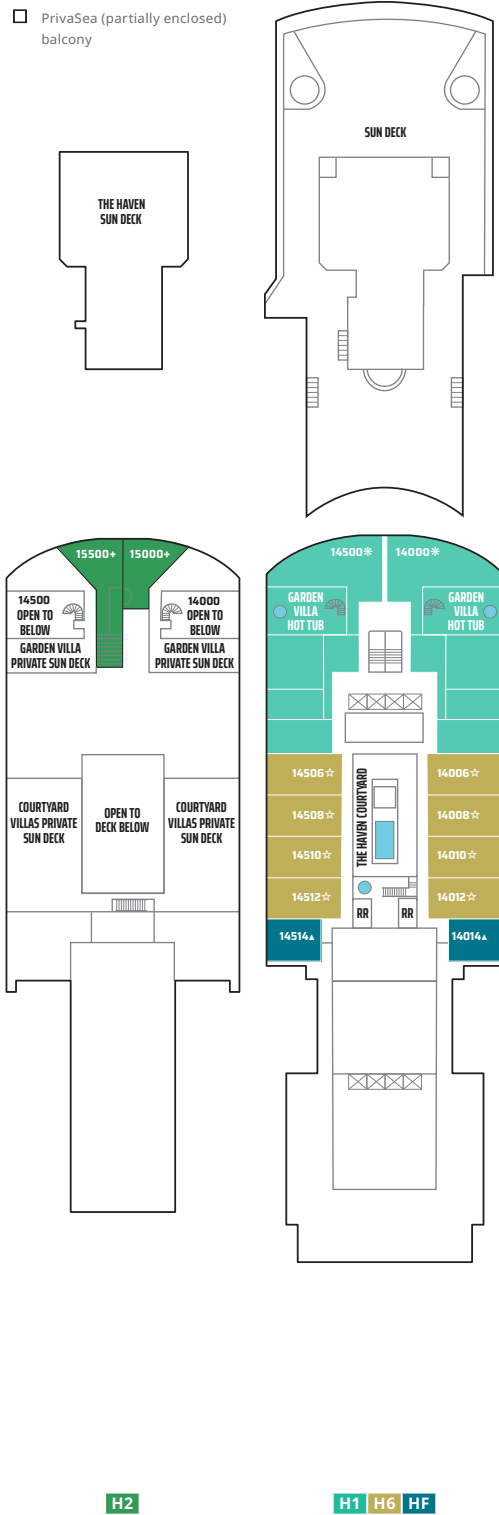 PrivaSea (partially enclosed)
balcony
THE HAVEN
SUN DECK
SUN DECK
15500+ 15000+
14500
OPEN TO
BELOW
14000
OPEN TO
BELOW
GARDEN VILLA
PRIVATE SUN DECK
GARDEN VILLA
PRIVATE SUN DECK
COURTYARD
VILLAS PRIVATE
SUN DECK
OPEN TO
DECK BELOW
COURTYARD
VILLAS PRIVATE
SUN DECK
14500✳ 14000✳
GARDEN
VILLA
HOT TUB
GARDEN
VILLA
HOT TUB
THE HAVEN COURTYARD
14506☆ 14006☆
14508☆ 14008☆
14510☆ 14010☆
14512☆ 14012☆
RR RR
14514▲ 14014▲
H2
H1 H6 HF